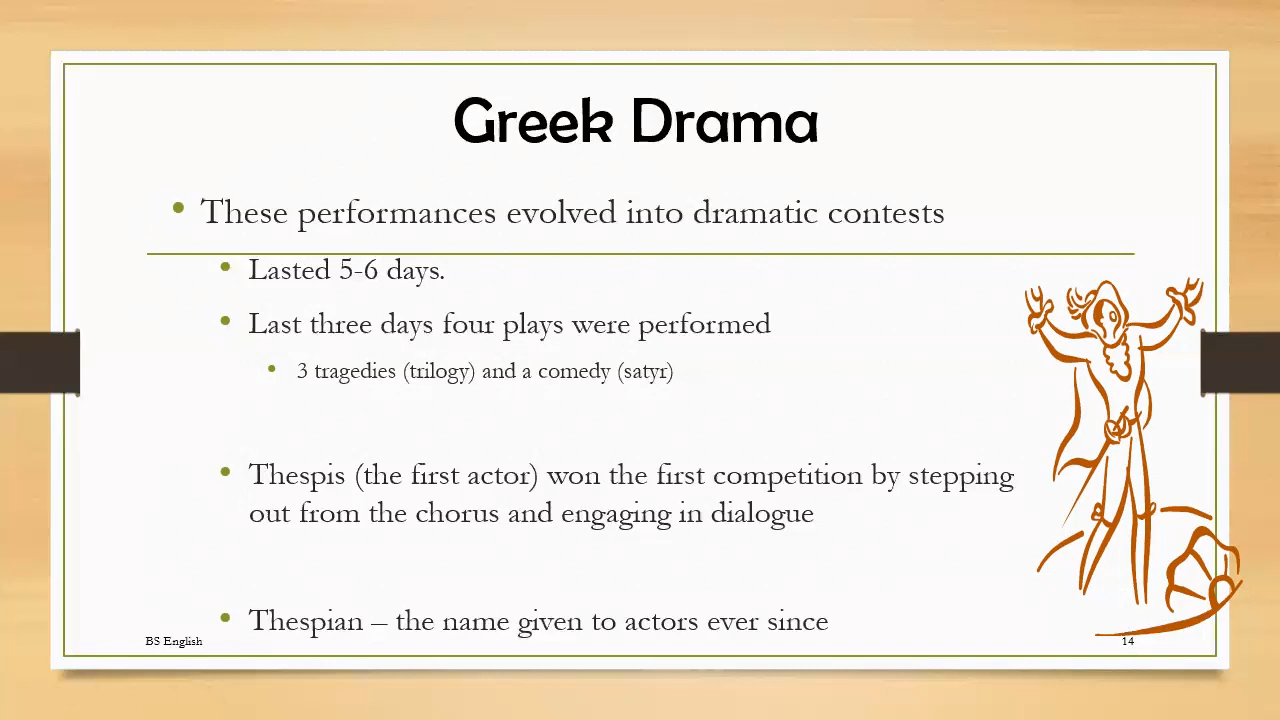 Greek Drama
• These performances evolved into dramatic contests
• Lasted 5-6 days.
• Last three days four plays were performed
• 3 tragedies (trilogy) and a comedy (satyr)
• Thespis (the first actor) won the first competition by stepping
out from the chorus and engaging in dialogue
• Thespian – the name given to actors ever since
BS English
14